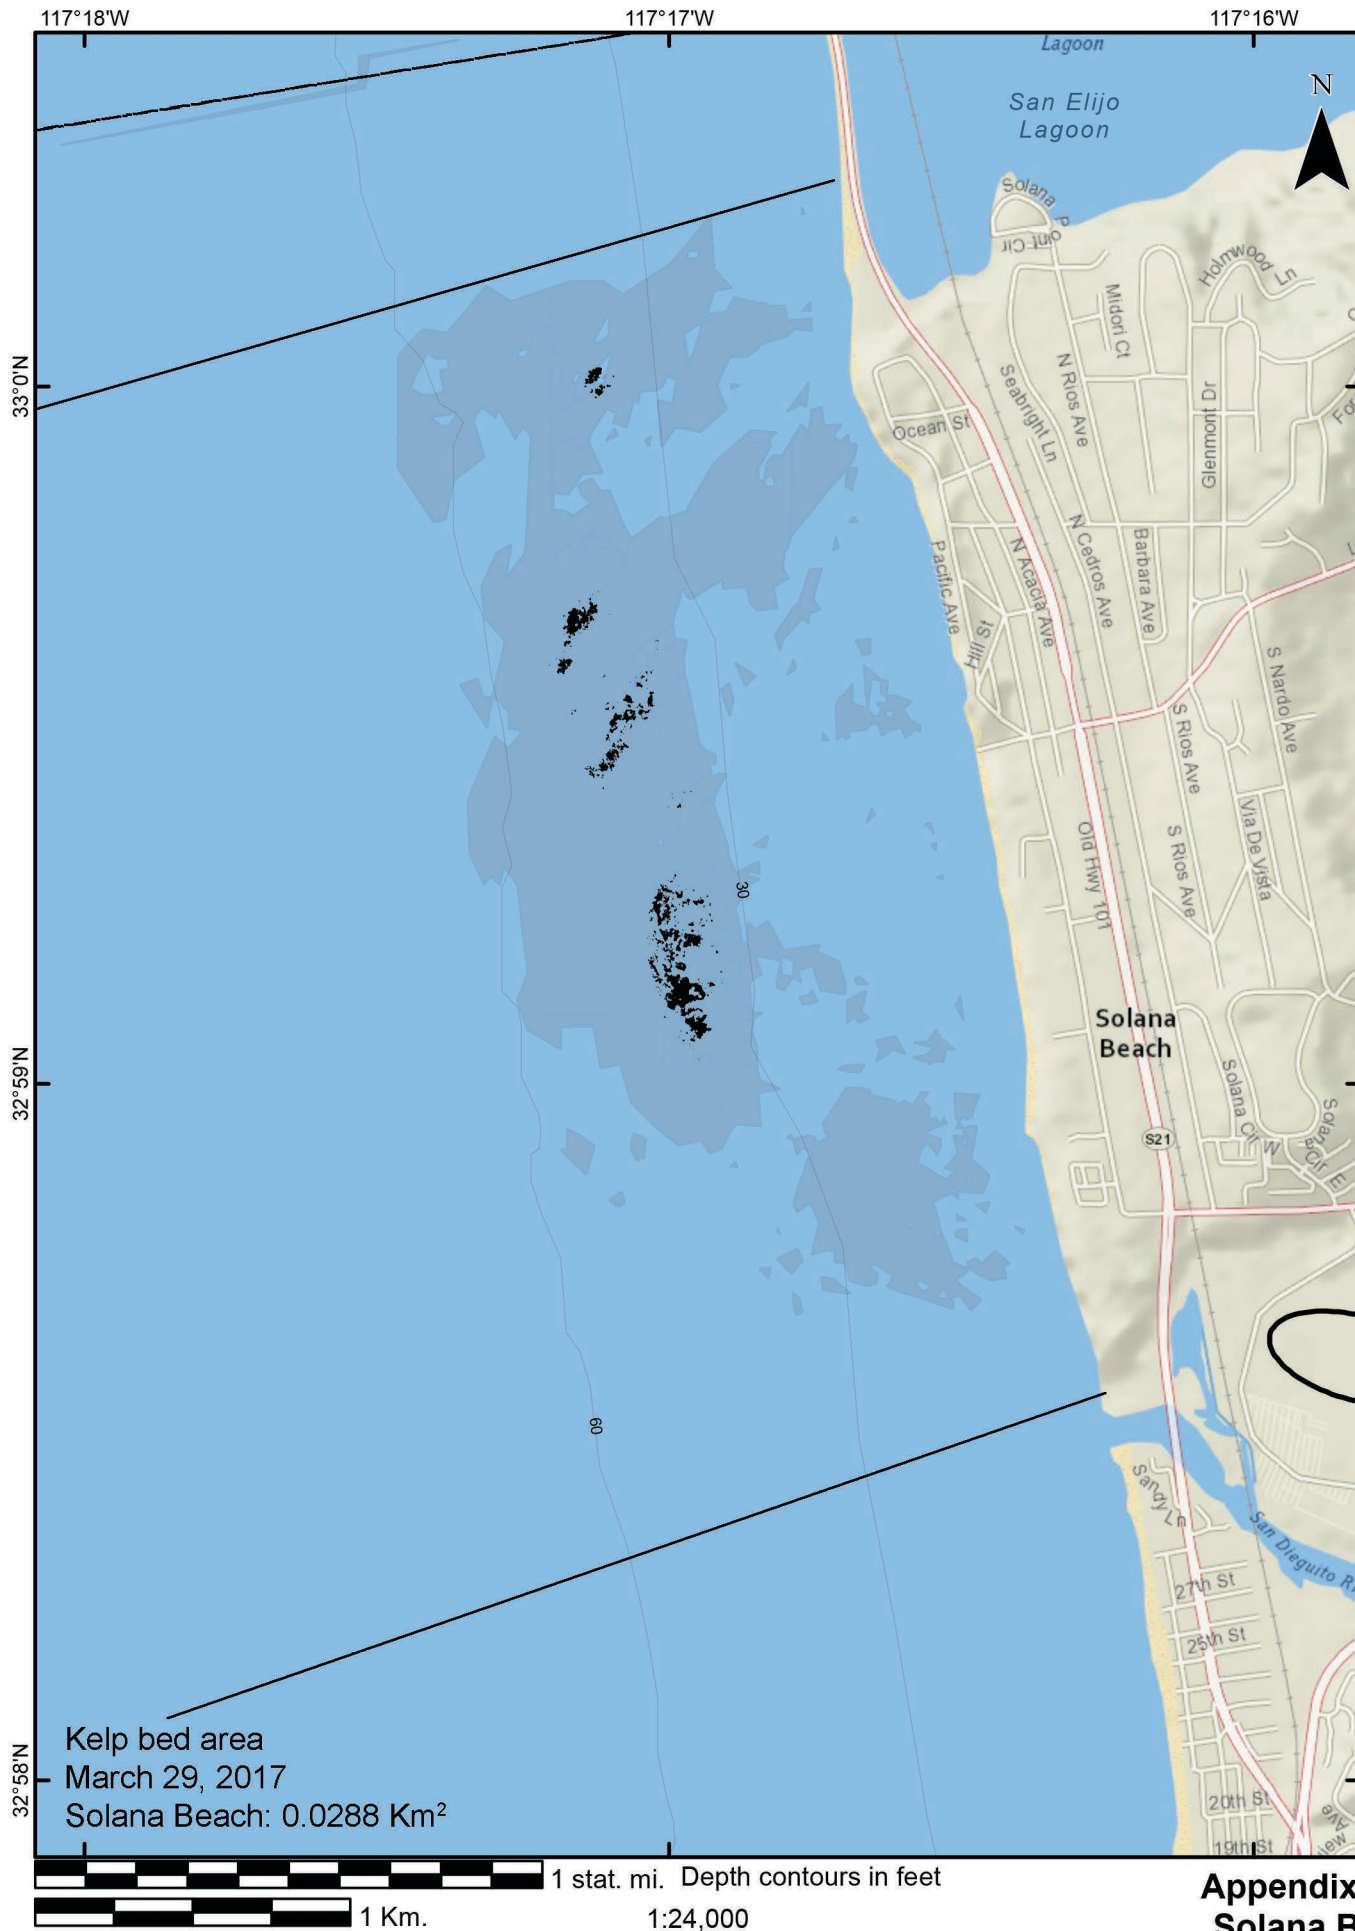 117°18'W
117°17'W
117°16'W
Lagoon
San Elijo
Lagoon
N
Solana Point Cir
Holmwood Ln
Midori Ct
33°0'N
N Rios Ave
Seabright Ln
Glenmont Dr
Ocean St
Pacific Ave
N Acacia Ave
N Cedros Ave
Barbara Ave
Hill St
S Nardo Ave
S Rios Ave
Via De Vista
Old Hwy 101
S Rios Ave
30
Solana
Beach
32°59'N
Solana Cir W
Solana Cir E
S21
60
Sandy Ln
San Dieguito
27th St
25th St
32°58'N
Kelp bed area
March 29, 2017
Solana Beach: 0.0288 Km²
20th St
19th St
Ave
1 stat. mi.
Depth contours in feet
1 Km.
1:24,000
Appendix
Solana B